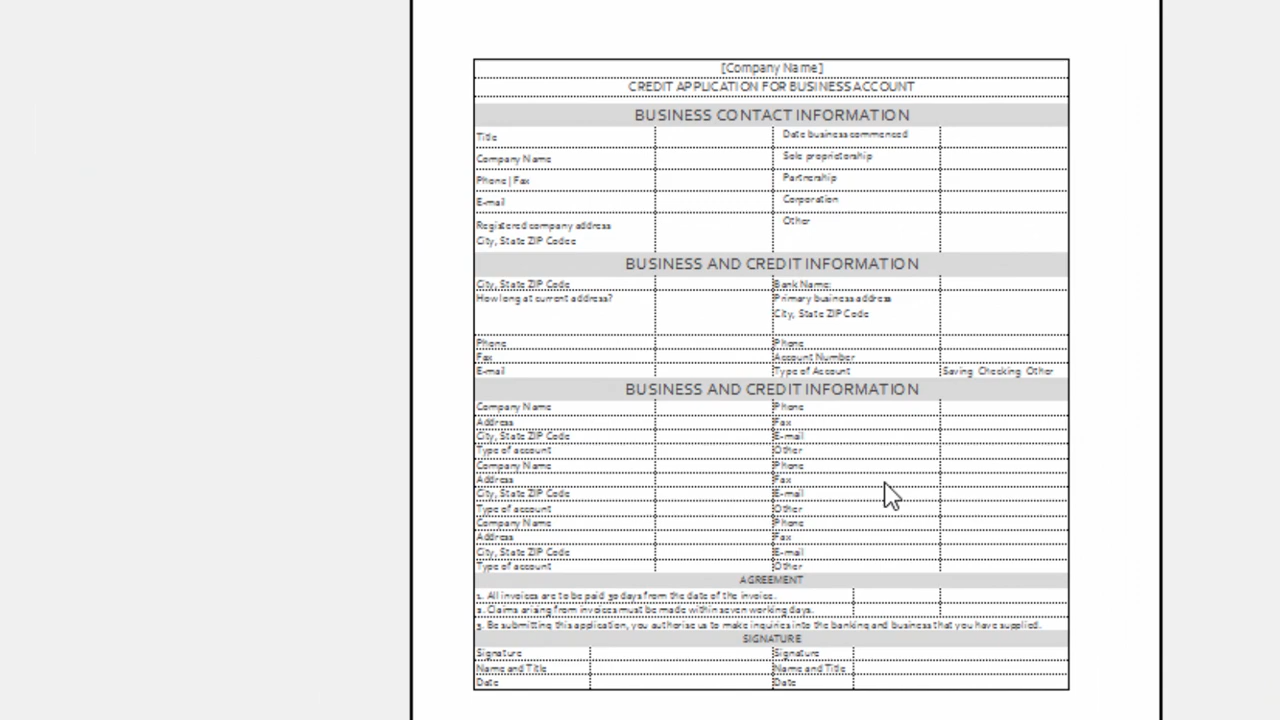 [Company Name]
CREDIT APPLICATION FOR BUSINESS ACCOUNT
BUSINESS CONTACT INFORMATION
Title Date business commenced
Company Name Sole proprietorship
Phone | Fax Partnership
E-mail Corporation
Registered company address Other
City, State ZIP Codee
BUSINESS AND CREDIT INFORMATION
City, State ZIP Code Bank Name:
How long at current address? Primary business address
City, State ZIP Code
Phone Phone
Fax Account Number
E-mail Type of Account Saving Checking Other
BUSINESS AND CREDIT INFORMATION
Company Name Phone
Address Fax
City, State ZIP Code E-mail
Type of account Other
Company Name Phone
Address Fax
City, State ZIP Code E-mail
Type of account Other
Company Name Phone
Address Fax
City, State ZIP Code E-mail
Type of account Other
AGREEMENT
1. All invoices are to be paid 30 days from the date of the invoice.
2. Claims arising from invoices must be made within seven working days.
3. Be submitting this application, you authorise us to make inquiries into the banking and business that you have supplied.
SIGNATURE
Signature Signature
Name and Title Name and Title
Date Date